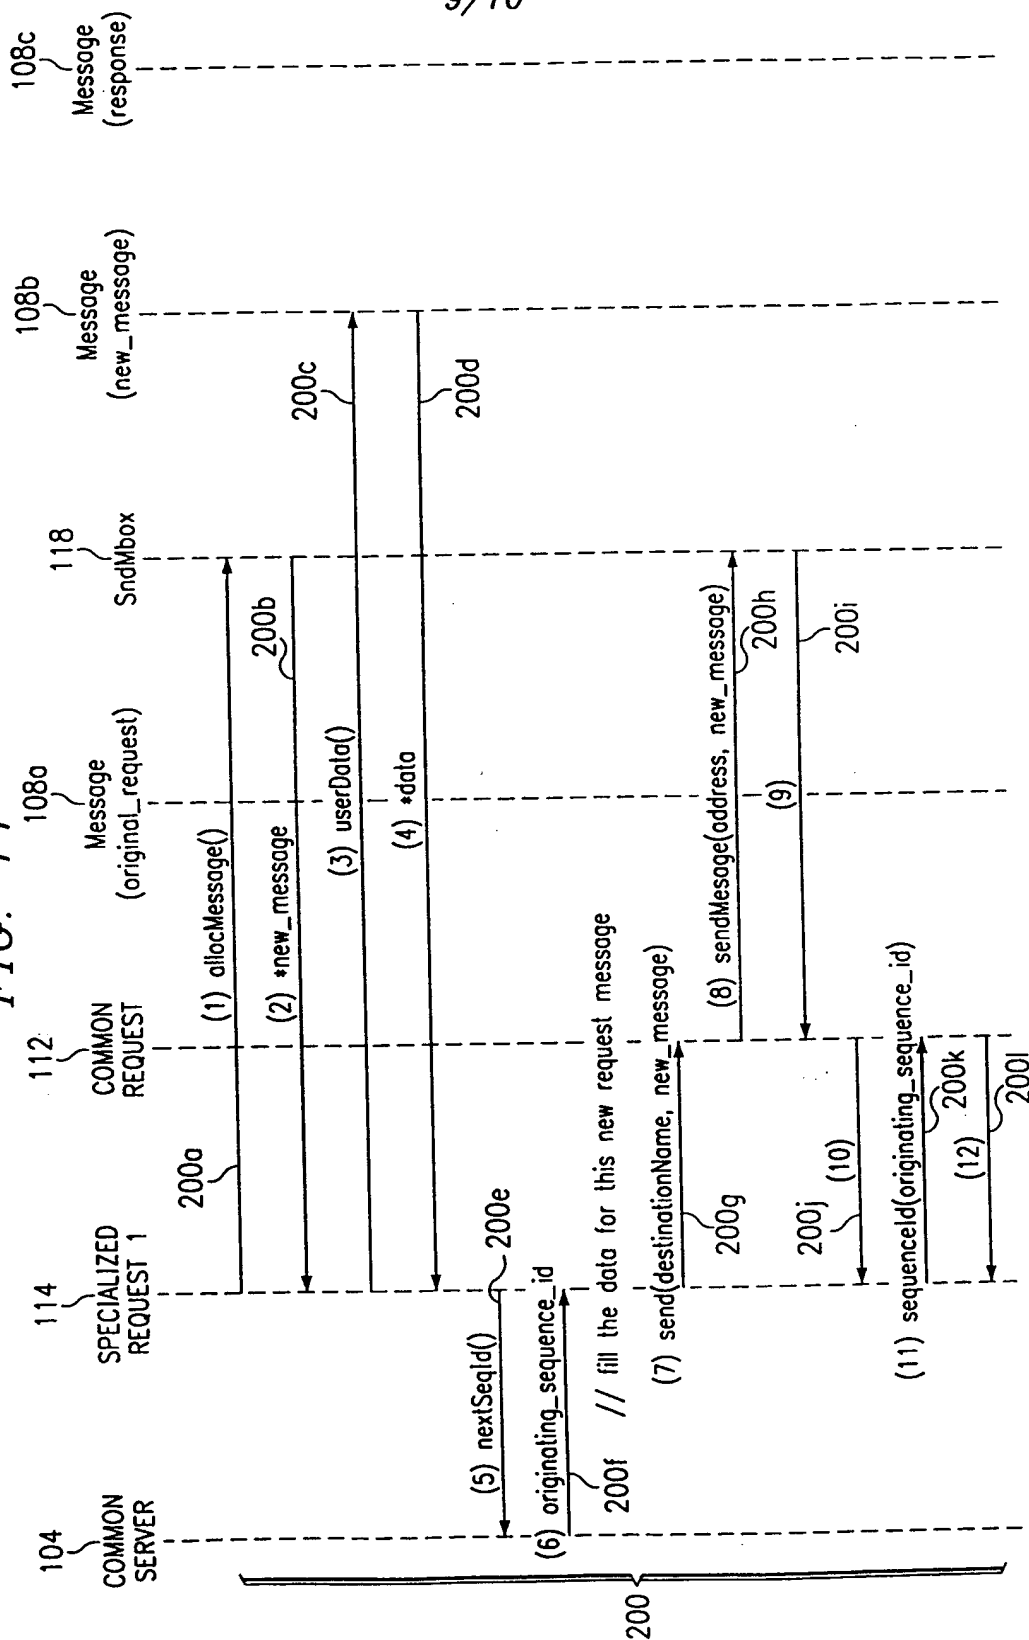 9/10
FIG.
104
COMMON
SERVER
114
SPECIALIZED
REQUEST 1
112
COMMON
REQUEST
108a
Message
(original_request)
118
SndMbox
108b
Message
(new_message)
108c
Message
(response)
200a
(1) allocMessage()
(2) *new_message
200b
(3) userData()
200c
(4) *data
200d
(5) nextSeqId()
200e
(6) originating_sequence_id
200f
// fill the data for this new request message
(7) send(destinationName, new_message)
200g
(8) sendMesage(address, new_message)
200h
(9)
200i
(10)
200j
(11) sequenceId(originating_sequence_id)
200k
(12)
200l
200